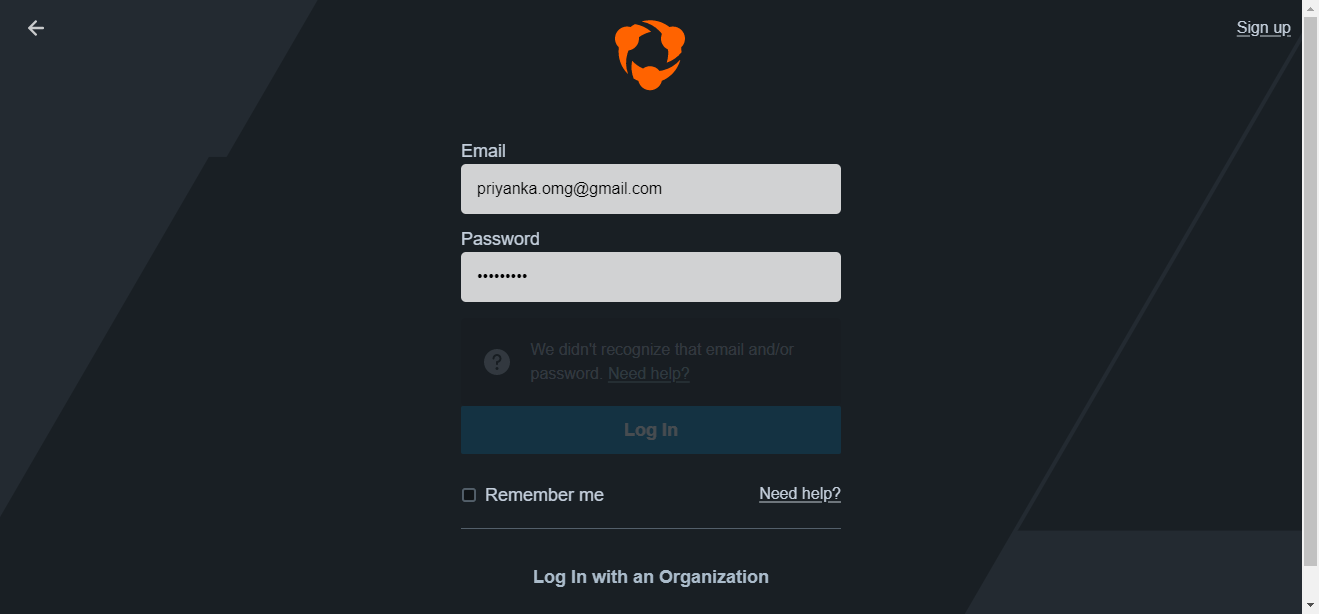 Sign up
Email
priyanka.omg@gmail.com
Password
•••••••••
?
We didn't recognize that email and/or
password. Need help?
Log In
Remember me
Need help?
Log In with an Organization